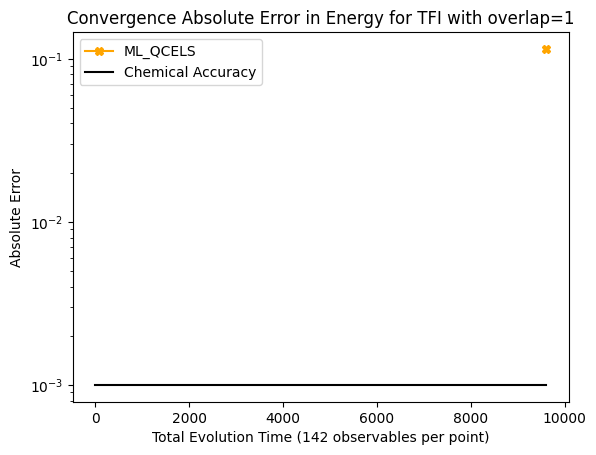 Convergence Absolute Error in Energy for TFI with overlap=1
ML_QCELS
Chemical Accuracy
Absolute Error
10⁻¹
10⁻²
10⁻³
0 2000 4000 6000 8000 10000
Total Evolution Time (142 observables per point)